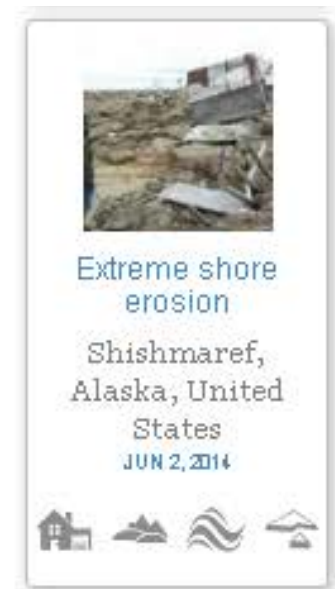 Extreme shore
erosion
Shishmaref,
Alaska, United
States
JUN 2, 2014